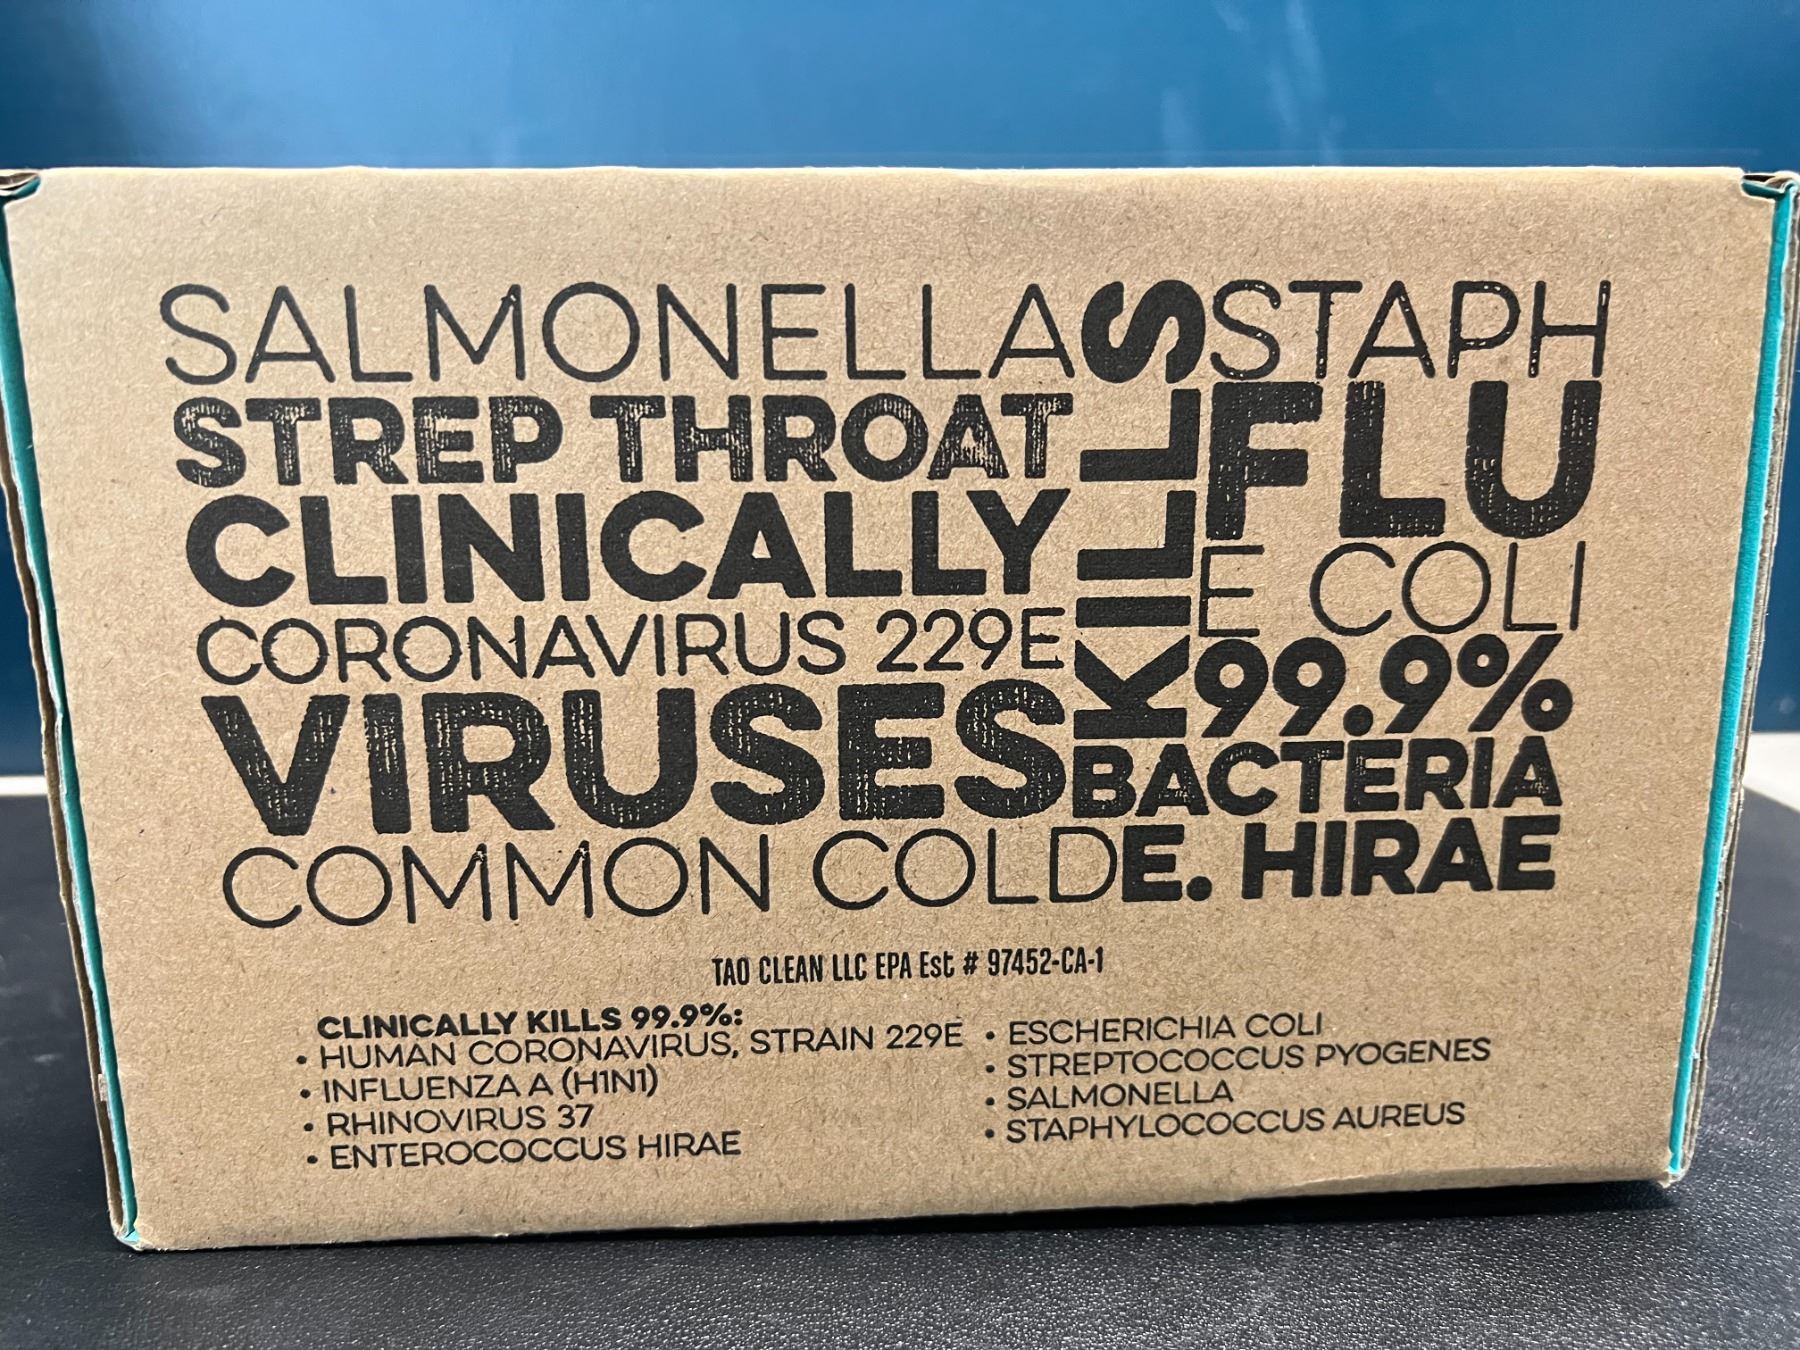 SALMONELLA
STREP THROAT
CLINICALLY
CORONAVIRUS 229E
VIRUSES
COMMON COLD
KILLS
STAPH
FLU
E COLI
99.9%
BACTERIA
E. HIRAE
TAO CLEAN LLC EPA Est # 97452-CA-1
CLINICALLY KILLS 99.9%:
• HUMAN CORONAVIRUS, STRAIN 229E
• INFLUENZA A (H1N1)
• RHINOVIRUS 37
• ENTEROCOCCUS HIRAE
• ESCHERICHIA COLI
• STREPTOCOCCUS PYOGENES
• SALMONELLA
• STAPHYLOCOCCUS AUREUS